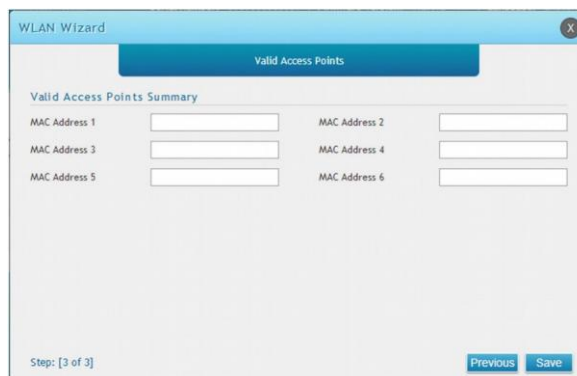 WLAN Wizard X
Valid Access Points
Valid Access Points Summary
MAC Address 1 MAC Address 2
MAC Address 3 MAC Address 4
MAC Address 5 MAC Address 6
Step: [3 of 3] Previous Save